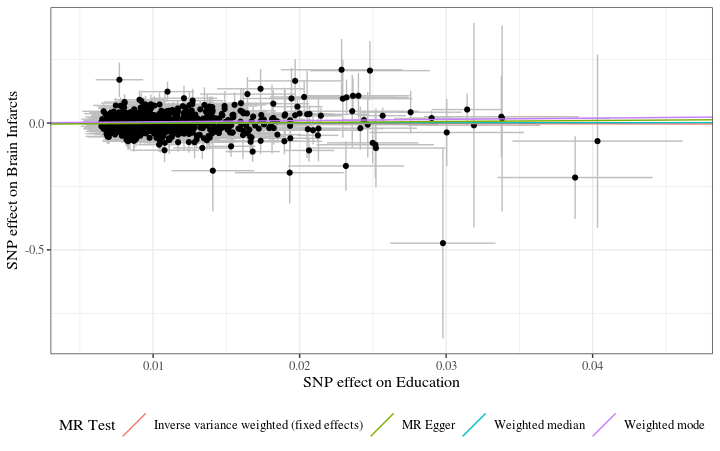 SNP effect on Brain Infarcts
0.0
-0.5
0.01 0.02 0.03 0.04
SNP effect on Education
MR Test Inverse variance weighted (fixed effects) MR Egger Weighted median Weighted mode